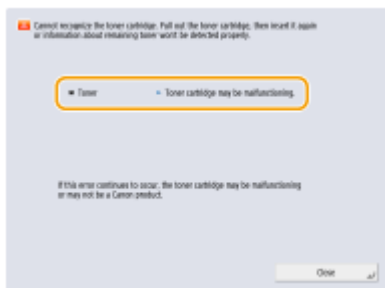 Cannot recognize the toner cartridge. Pull out the toner cartridge, then insert it again
or information about remaining toner won't be detected properly.
Toner
Toner cartridge may be malfunctioning.
If this error continues to occur, the toner cartridge may be malfunctioning
or may not be a Canon product.
Close